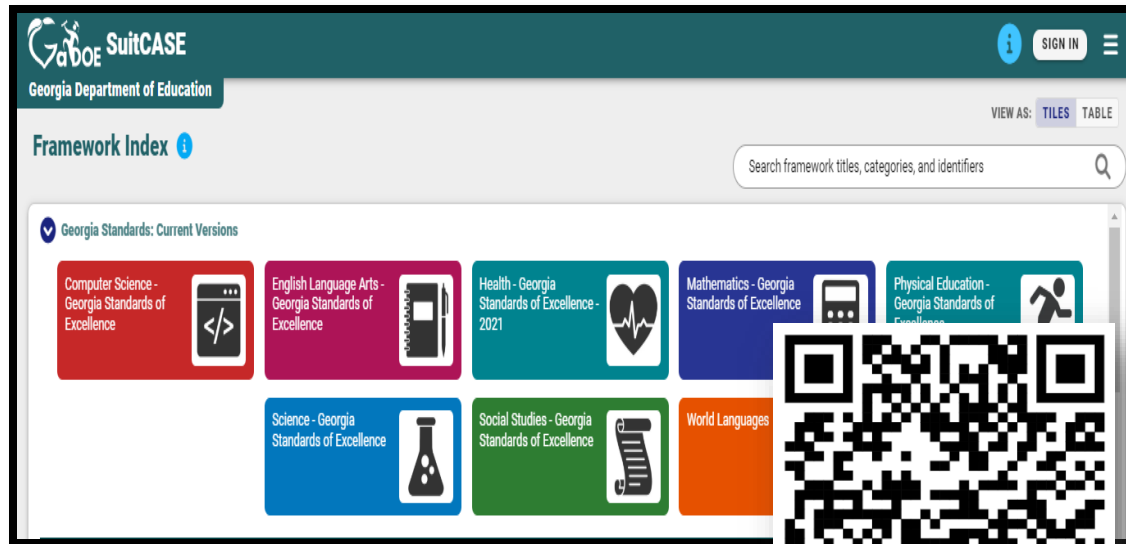 GaDOE SuitCASE
SIGN IN
Georgia Department of Education
VIEW AS: TILES TABLE
Framework Index
Search framework titles, categories, and identifiers
Georgia Standards: Current Versions
Computer Science -
Georgia Standards of
Excellence
English Language Arts -
Georgia Standards of
Excellence
Health - Georgia
Standards of Excellence -
2021
Mathematics - Georgia
Standards of Excellence
Physical Education -
Georgia Standards of
Science - Georgia
Standards of Excellence
Social Studies - Georgia
Standards of Excellence
World Languages